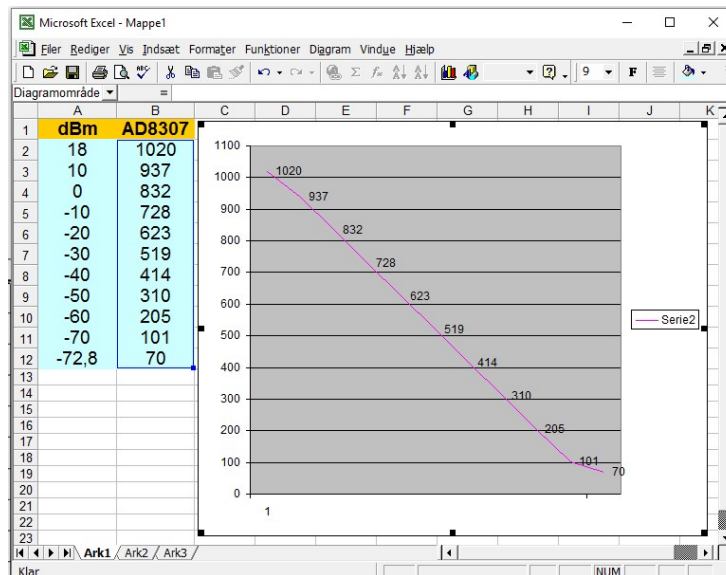 Microsoft Excel - Mappe1
Filer Rediger Vis Indsæt Formater Funktioner Diagram Vindue Hjælp
9 F
Diagramområde =
A B C D E F G H I J K
1 dBm AD8307
2 18 1020
3 10 937
4 0 832
5 -10 728
6 -20 623
7 -30 519
8 -40 414
9 -50 310
10 -60 205
11 -70 101
12 -72,8 70
13
14
15
16
17
18
19
20
21
22
23
1100
1000
900
800
700
600
500
400
300
200
100
0
1020
937
832
728
623
519
414
310
205
101
70
1
Serie2
Ark1 Ark2 Ark3
Klar NUM